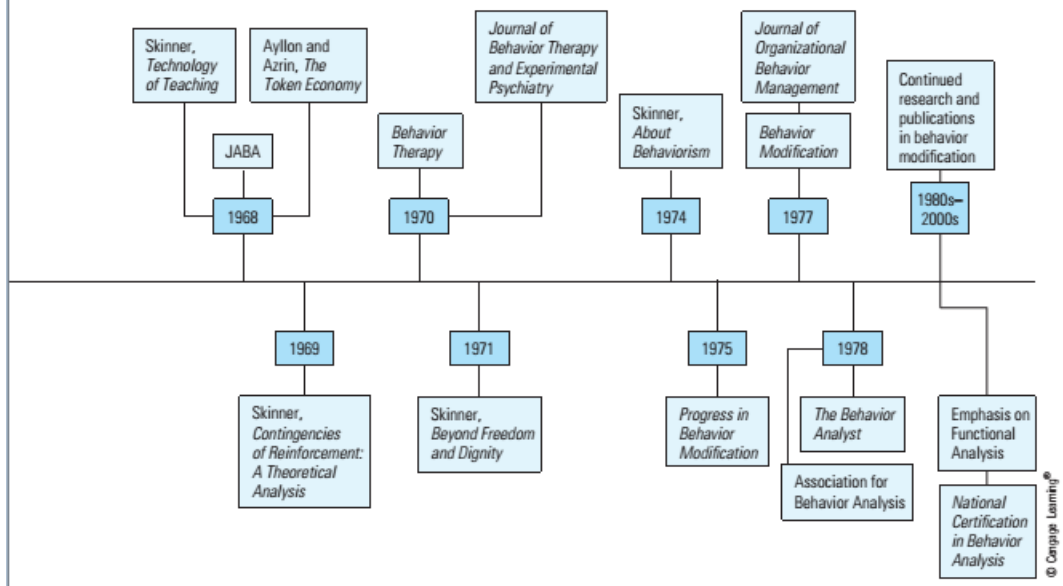 Skinner,
Technology
of Teaching
Ayllon and
Azrin, The
Token Economy
JABA
1968
Journal of
Behavior Therapy
and Experimental
Psychiatry
Behavior
Therapy
1970
Skinner,
About
Behaviorism
1974
Journal of
Organizational
Behavior
Management
Behavior
Modification
1977
Continued
research and
publications
in behavior
modification
1980s–
2000s
1969
Skinner,
Contingencies
of Reinforcement:
A Theoretical
Analysis
1971
Skinner,
Beyond Freedom
and Dignity
1975
Progress in
Behavior
Modification
1978
The Behavior
Analyst
Association for
Behavior Analysis
Emphasis on
Functional
Analysis
National
Certification
in Behavior
Analysis
© Cengage Learning®